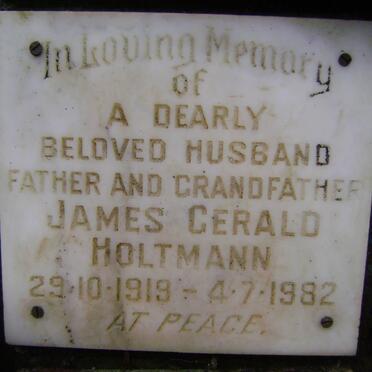 In Loving Memory
of
A DEARLY
BELOVED HUSBAND
FATHER AND GRANDFATHER
JAMES GERALD
HOLTMANN
29·10·1919 - 4·7·1982
AT PEACE.